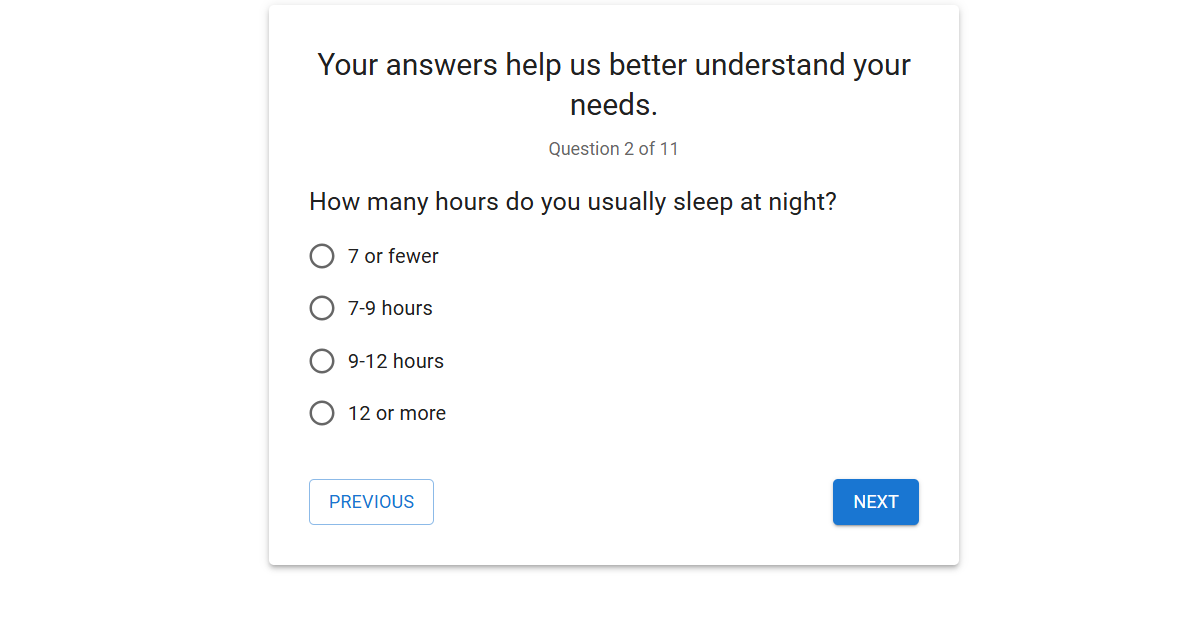 Your answers help us better understand your
needs.
Question 2 of 11
How many hours do you usually sleep at night?
7 or fewer
7-9 hours
9-12 hours
12 or more
PREVIOUS
NEXT